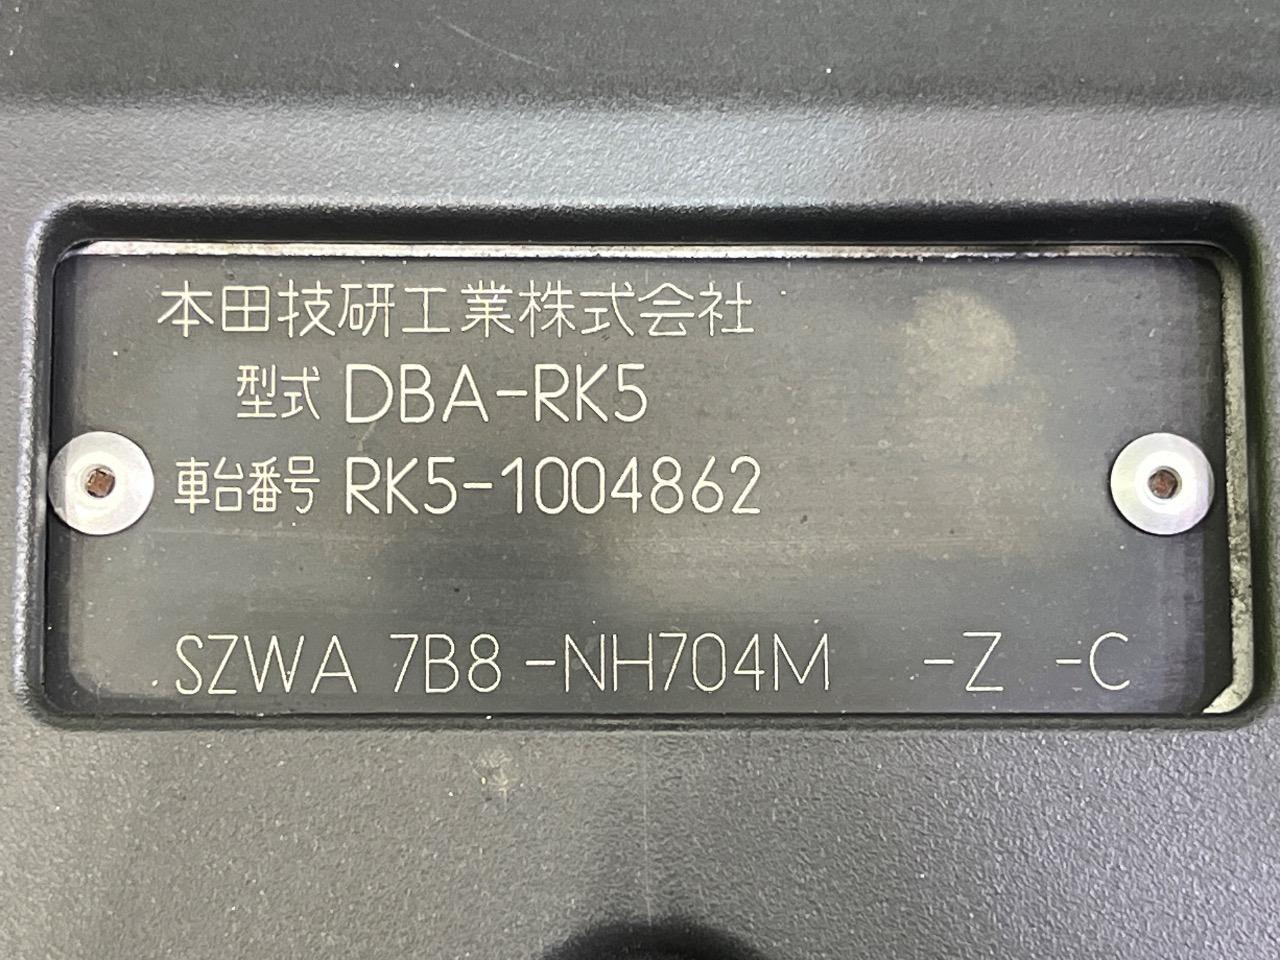 本田技研工業株式会社
型式 DBA-RK5
車台番号 RK5-1004862
SZWA 7B8 -NH704M -Z -C